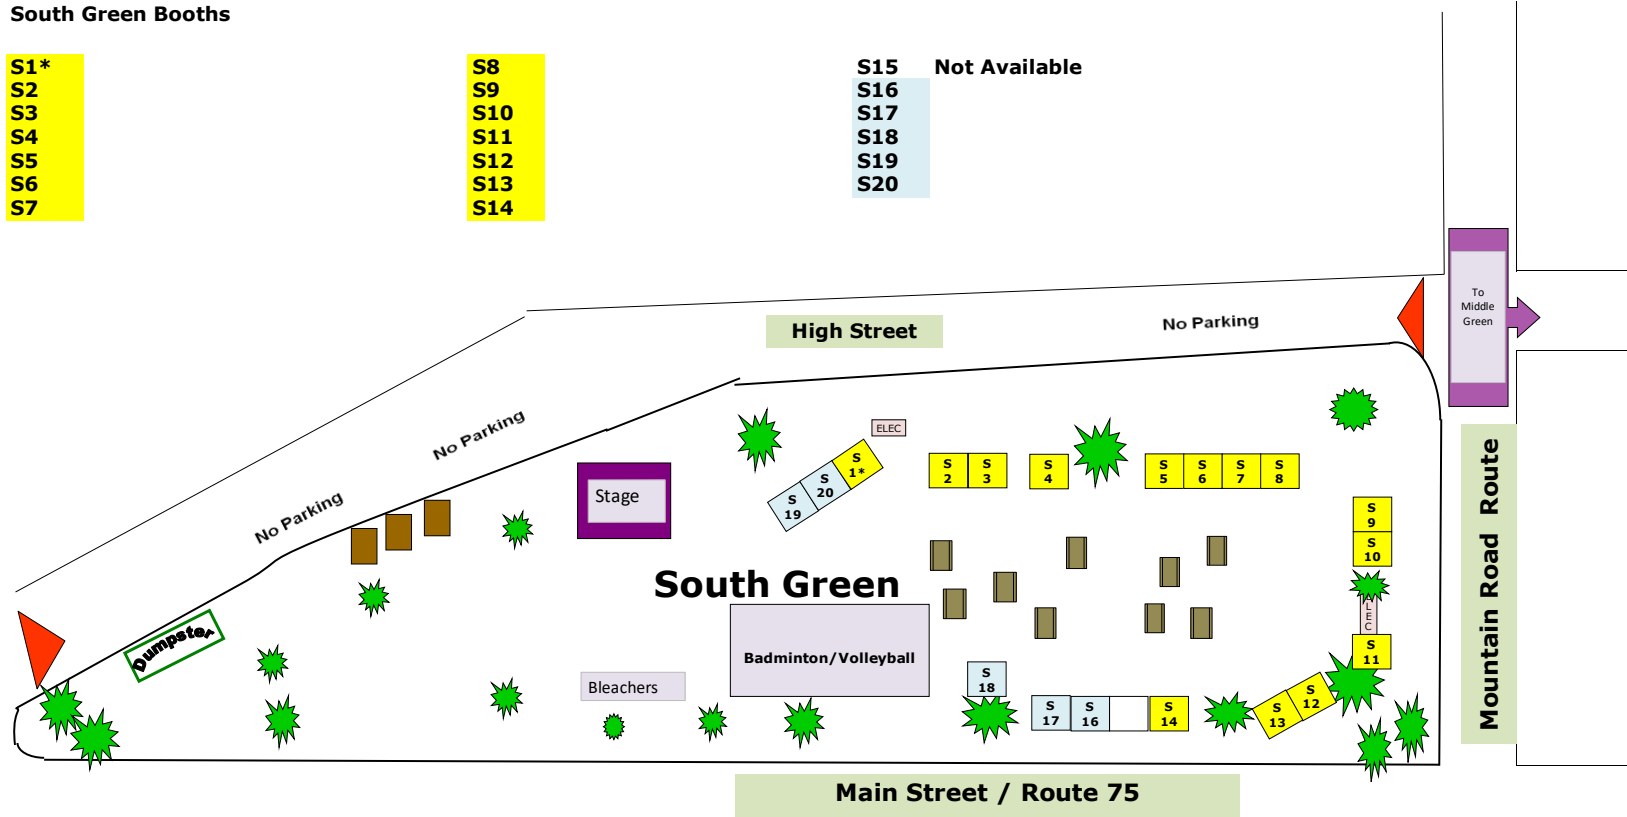 South Green Booths
S1*
S2
S3
S4
S5
S6
S7
S8
S9
S10
S11
S12
S13
S14
S15 Not Available
S16
S17
S18
S19
S20
To
Middle
Green
High Street
No Parking
No Parking
No Parking
ELEC
S
1*
S
20
S
19
S
2
S
3
S
4
S
5
S
6
S
7
S
8
S
9
S
10
Stage
South Green
Dumpster
Badminton/Volleyball
Bleachers
LEC
S
11
S
12
S
13
S
14
S
16
S
17
S
18
Mountain Road Route
Main Street / Route 75